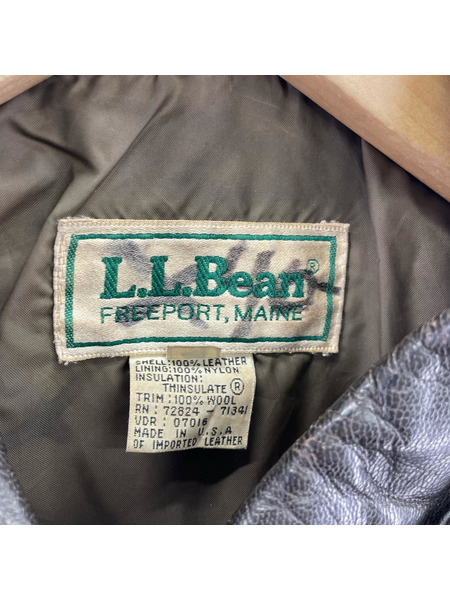 L.L.Bean®
FREEPORT, MAINE
SHELL:100% LEATHER
LINING:100% NYLON
INSULATION:
THINSULATE ®
TRIM:100% WOOL
RN: 72824 - 71341
VDR: 07016
MADE IN U.S.A
OF IMPORTED LEATHER